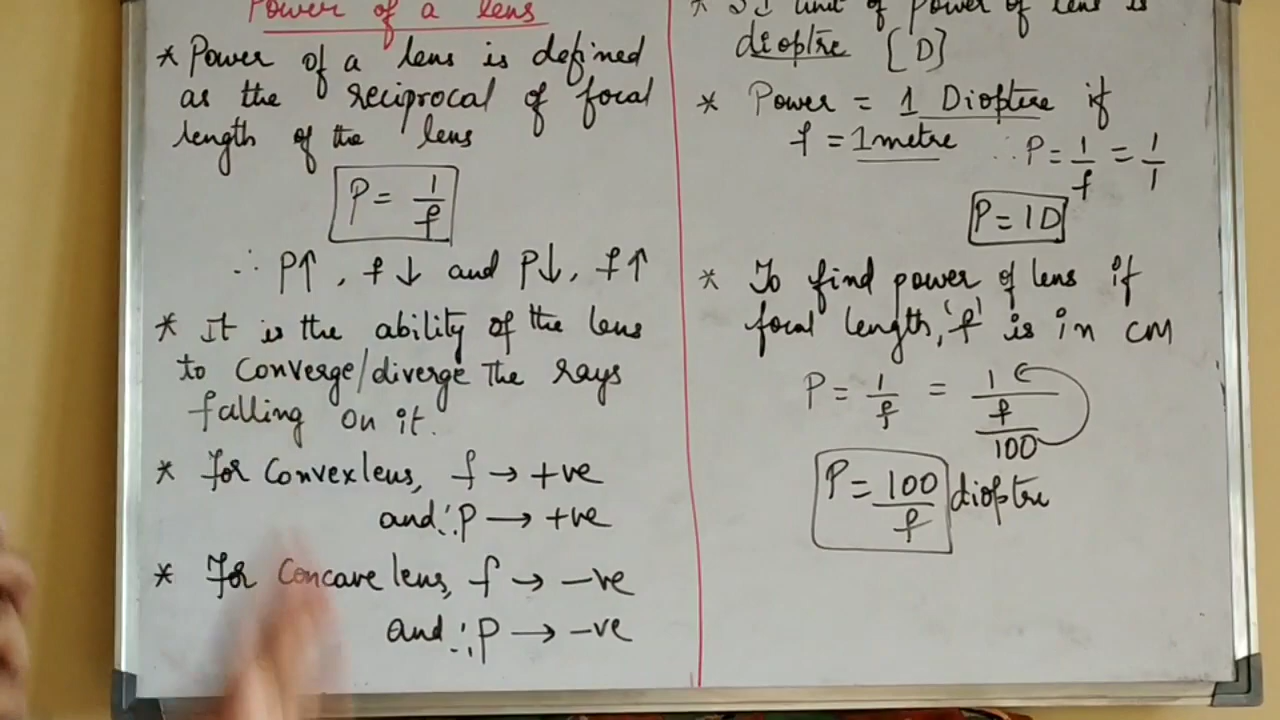 Power of a lens
* Power of a lens is defined
as the reciprocal of focal
length of the lens
P = 1/f
∴ P↑, f↓ and P↓, f↑
* It is the ability of the lens
to converge/diverge the rays
falling on it.
* For Convex lens, f → +ve
and ∴ P → +ve
* For Concave lens, f → -ve
and ∴ P → -ve
* SI unit of Power of lens is
dioptre [D]
* Power = 1 Dioptre if
f = 1 metre ∴ P = 1/f = 1/1
P = 1D
* To find power of lens if
focal length, 'f' is in cm
P = 1/f = 1/(f/100)
P = 100/f dioptre